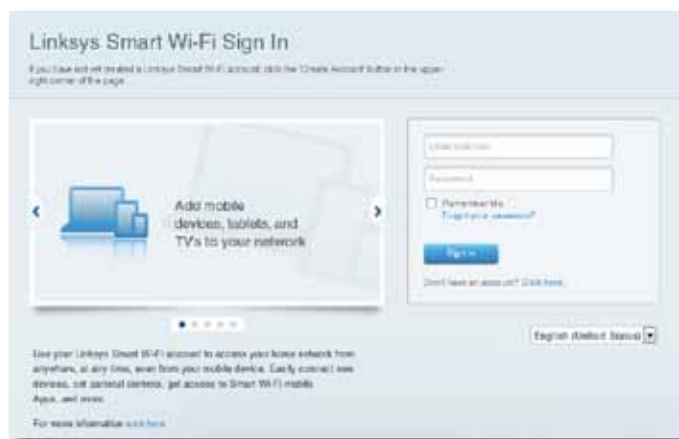 Linksys Smart Wi-Fi Sign In
If you have not yet created a Linksys Smart Wi-Fi account, click the 'Create Account' button in the upper
right corner of the page
Add mobile
devices, tablets, and
TV's to your network
Password
Remember Me
Forgot your password?
Sign In
Don't have an account? Click here.
English (United States)
Use your Linksys Smart Wi-Fi account to access your home network from
anywhere, at any time, even from your mobile device. Easily connect new
devices, set parental controls, get access to Smart Wi-Fi mobile
Apps, and more.
For more information click here